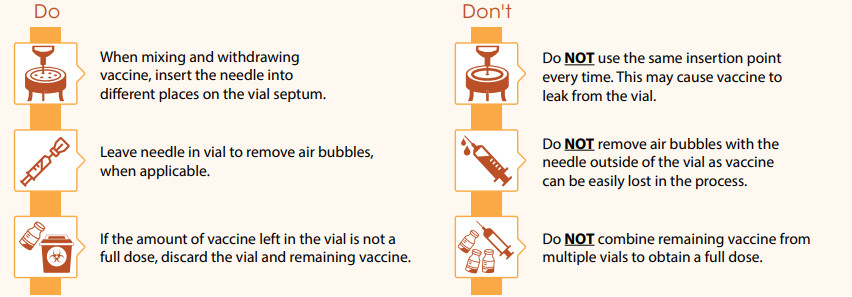 Do
When mixing and withdrawing
vaccine, insert the needle into
different places on the vial septum.
Leave needle in vial to remove air bubbles,
when applicable.
If the amount of vaccine left in the vial is not a
full dose, discard the vial and remaining vaccine.
Don't
Do NOT use the same insertion point
every time. This may cause vaccine to
leak from the vial.
Do NOT remove air bubbles with the
needle outside of the vial as vaccine
can be easily lost in the process.
Do NOT combine remaining vaccine from
multiple vials to obtain a full dose.